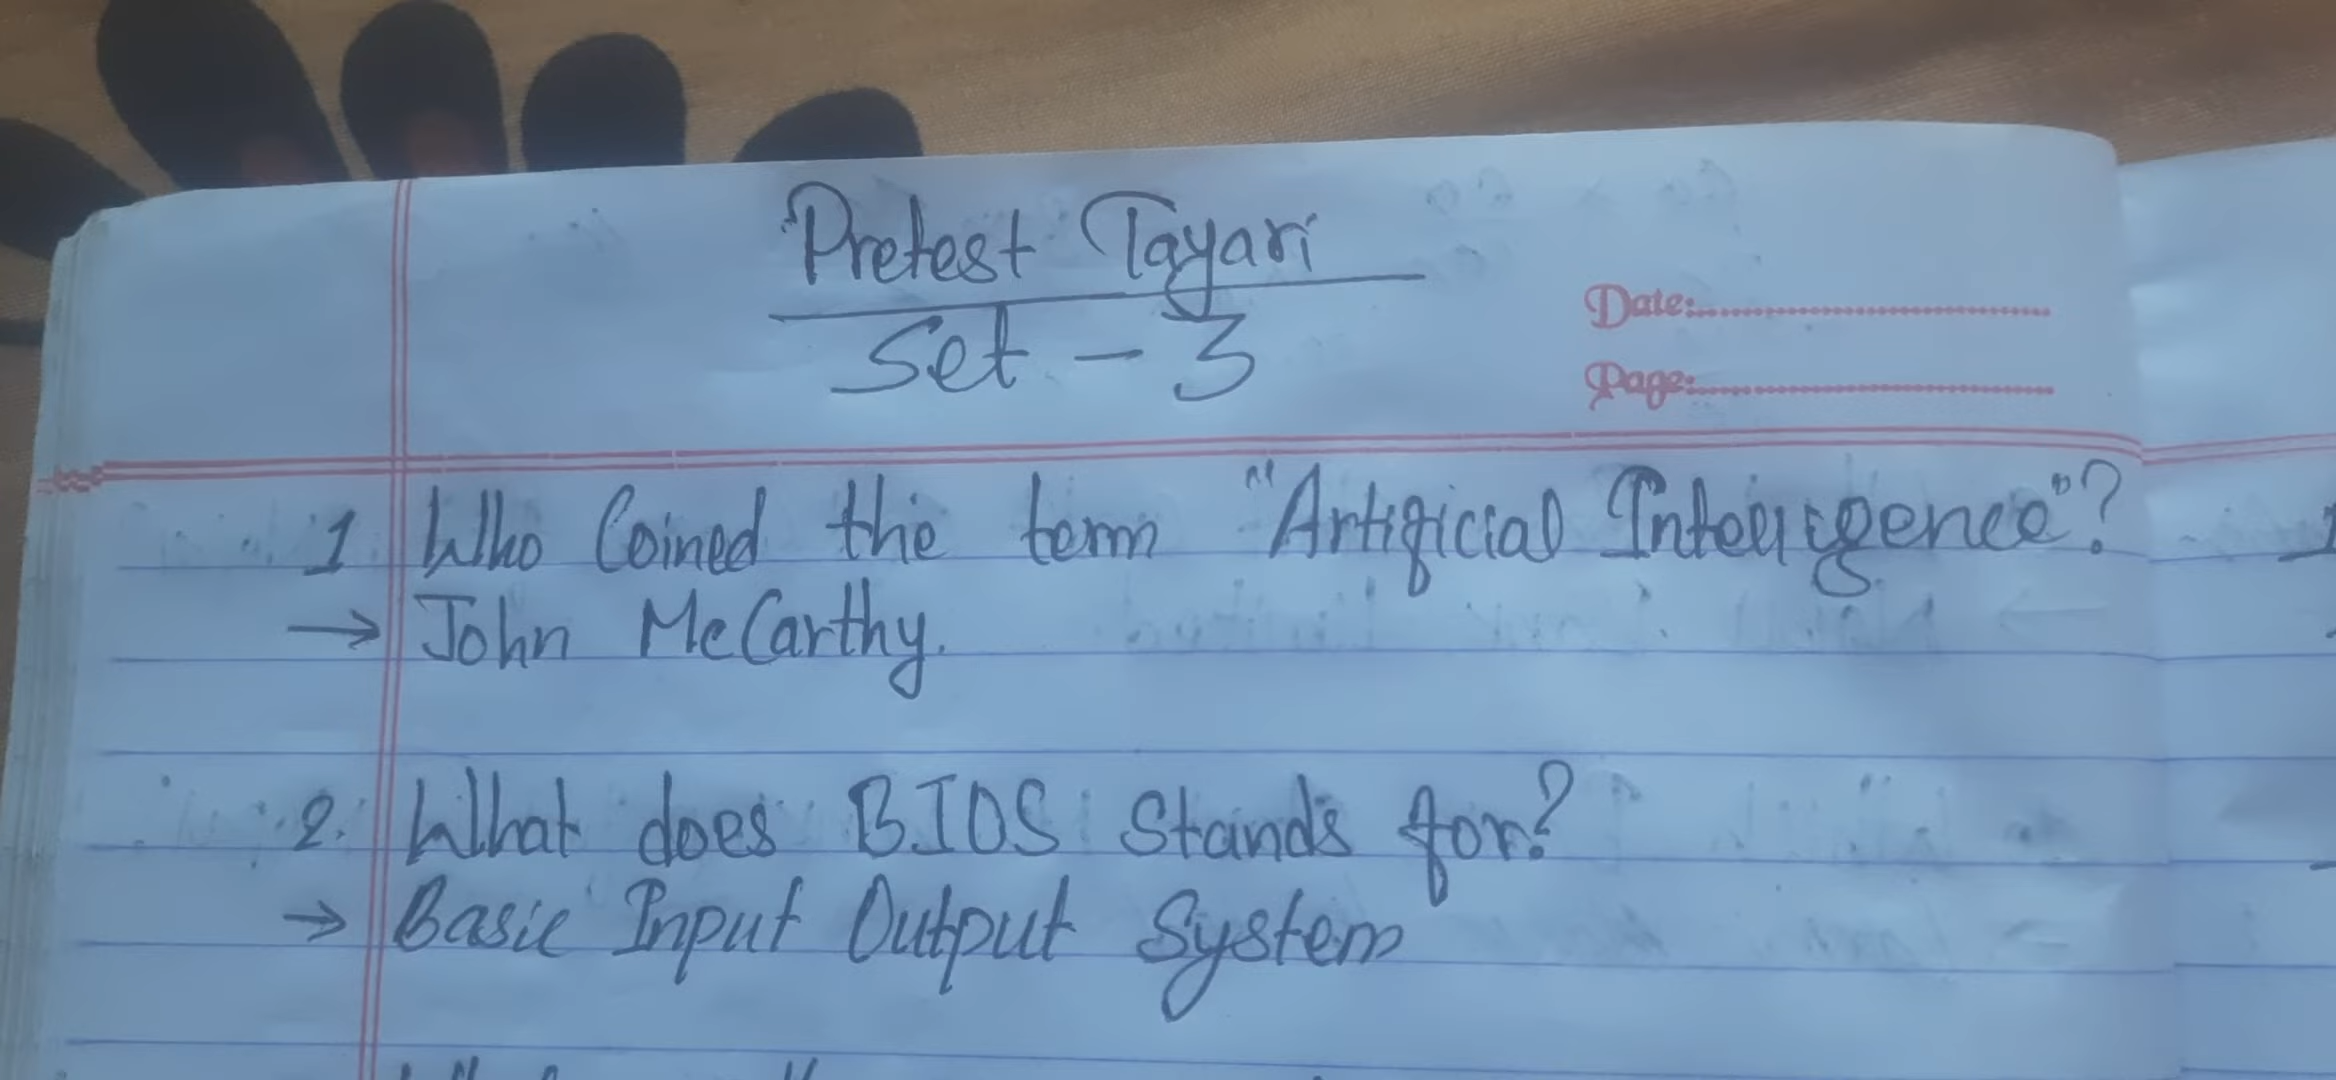 Pretest Tayari
Set - 3
Date:
Page:
1 Who Coined the term "Artificial Intelligence"?
→ John McCarthy.
2. What does BIOS Stands for?
→ Basic Input Output System